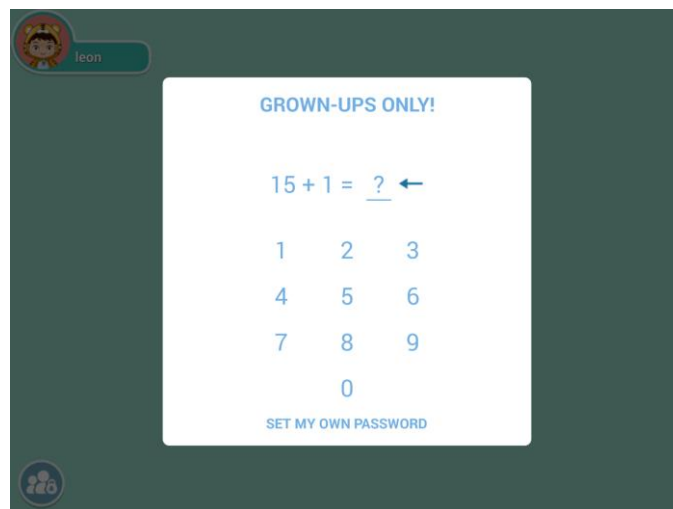 leon
GROWN-UPS ONLY!
15 + 1 = ?
1 2 3
4 5 6
7 8 9
0
SET MY OWN PASSWORD